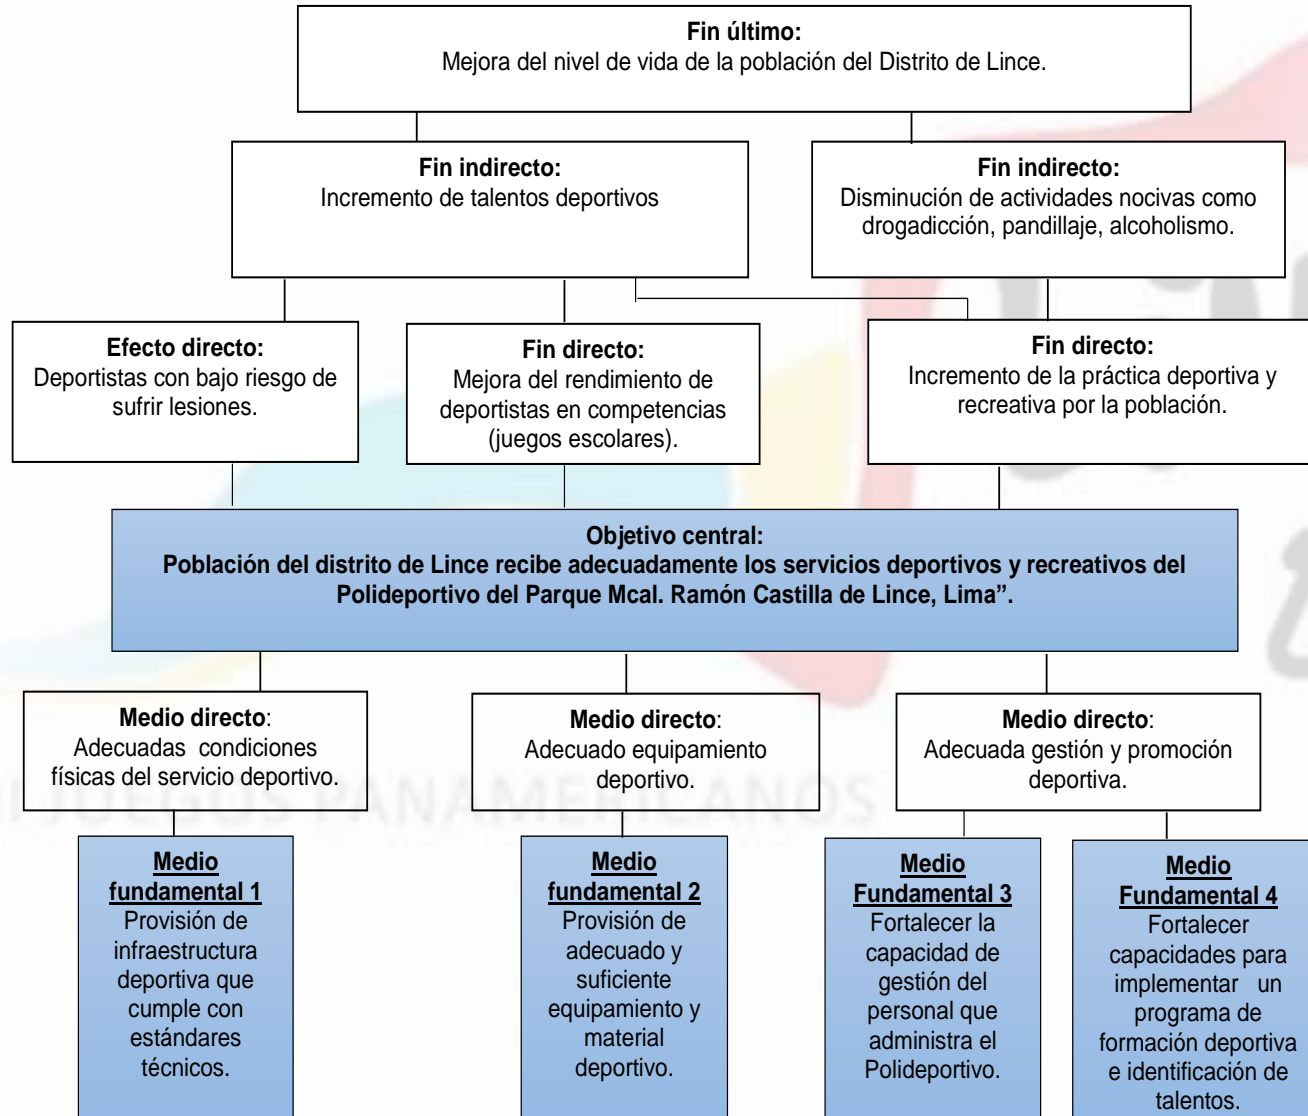 Fin último:
Mejora del nivel de vida de la población del Distrito de Lince.
Fin indirecto:
Incremento de talentos deportivos
Fin indirecto:
Disminución de actividades nocivas como
drogadicción, pandillaje, alcoholismo.
Efecto directo:
Deportistas con bajo riesgo de
sufrir lesiones.
Fin directo:
Mejora del rendimiento de
deportistas en competencias
(juegos escolares).
Fin directo:
Incremento de la práctica deportiva y
recreativa por la población.
Objetivo central:
Población del distrito de Lince recibe adecuadamente los servicios deportivos y recreativos del
Polideportivo del Parque Mcal. Ramón Castilla de Lince, Lima”.
Medio directo:
Adecuadas condiciones
físicas del servicio deportivo.
Medio directo:
Adecuado equipamiento
deportivo.
Medio directo:
Adecuada gestión y promoción
deportiva.
I JUEGOS PANAMERICANOS
Medio
fundamental 1
Provisión de
infraestructura
deportiva que
cumple con
estándares
técnicos.
Medio
fundamental 2
Provisión de
adecuado y
suficiente
equipamiento y
material
deportivo.
Medio
Fundamental 3
Fortalecer la
capacidad de
gestión del
personal que
administra el
Polideportivo.
Medio
Fundamental 4
Fortalecer
capacidades para
implementar un
programa de
formación deportiva
e identificación de
talentos.